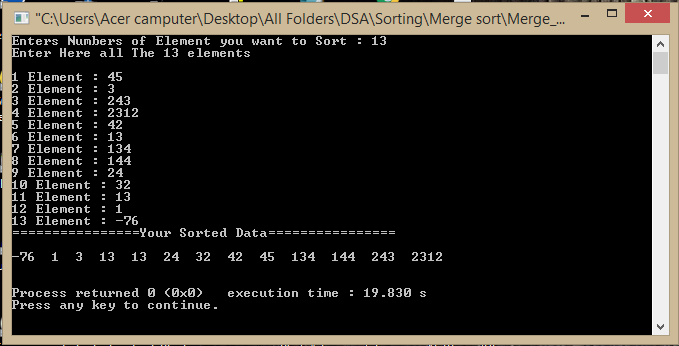 "C:\Users\Acer camputer\Desktop\All Folders\DSA\Sorting\Merge sort\Merge_...
Enters Numbers of Element you want to Sort : 13
Enter Here all The 13 elements
1 Element : 45
2 Element : 3
3 Element : 243
4 Element : 2312
5 Element : 42
6 Element : 13
7 Element : 134
8 Element : 144
9 Element : 24
10 Element : 32
11 Element : 13
12 Element : 1
13 Element : -76
================Your Sorted Data================
-76  1  3  13  13  24  32  42  45  134  144  243  2312
Process returned 0 (0x0)   execution time : 19.830 s
Press any key to continue.